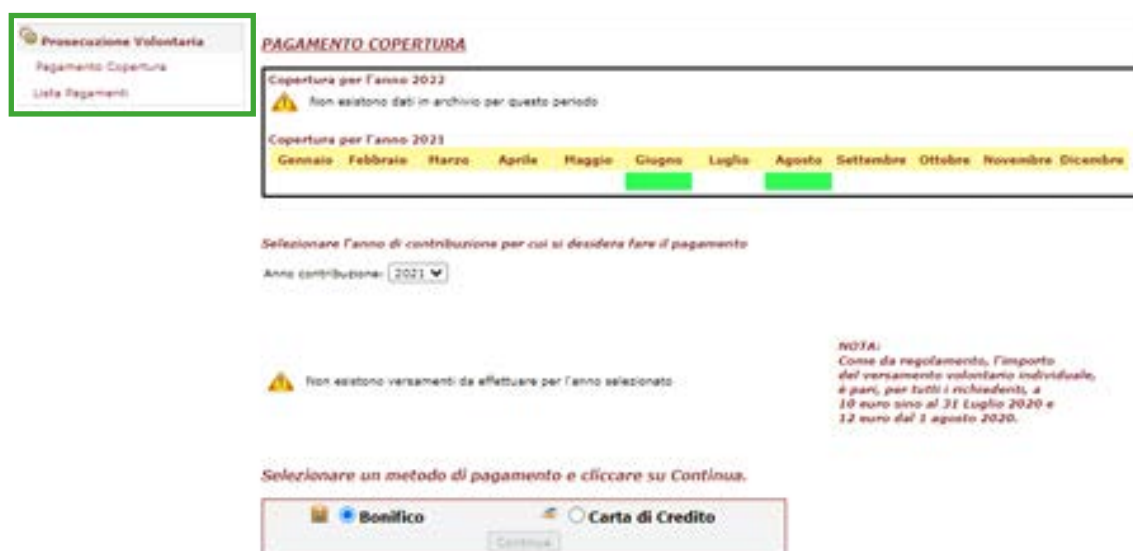 Prosecuzione Volontaria
Pagamento Copertura
Lista Pagamenti
PAGAMENTO COPERTURA
Copertura per l'anno 2022
Non esistono dati in archivio per questo periodo
Copertura per l'anno 2021
Gennaio Febbraio Marzo Aprile Maggio Giugno Luglio Agosto Settembre Ottobre Novembre Dicembre
Selezionare l'anno di contribuzione per cui si desidera fare il pagamento
Anno contribuzione: 2021
Non esistono versamenti da effettuare per l'anno selezionato
NOTA:
Come da regolamento, l'importo
del versamento volontario individuale,
è pari, per tutti i richiedenti, a
10 euro sino al 31 Luglio 2020 e
12 euro dal 1 agosto 2020.
Selezionare un metodo di pagamento e cliccare su Continua.
Bonifico Carta di Credito
Continua